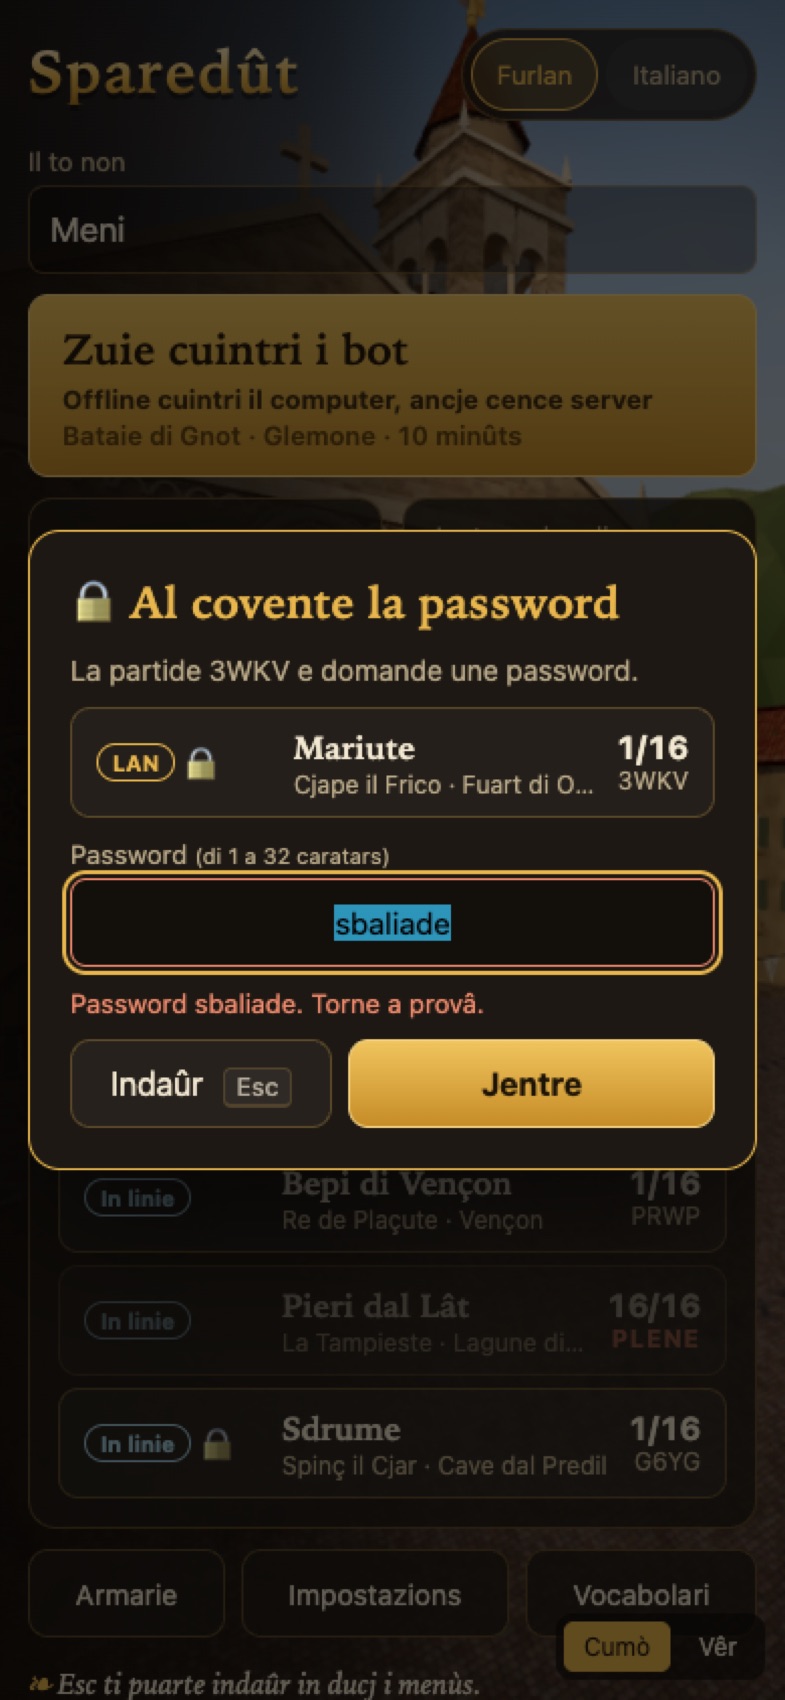 Sparedût
Furlan
Italiano
Il to non
Meni
Zuie cuintri i bot
Offline cuintri il computer, ancje cence server
Bataie di Gnot · Glemone · 10 minûts
Al covente la password
La partide 3WKV e domande une password.
LAN
Mariute
1/16
Cjape il Frico · Fuart di O...
3WKV
Password (di 1 a 32 caratars)
sbaliade
Password sbaliade. Torne a provâ.
Indaûr Esc
Jentre
In linie
Bepi di Vençon
1/16
Re de Plaçute · Vençon
PRWP
In linie
Pieri dal Lât
16/16
La Tampieste · Lagune di...
PLENE
In linie
Sdrume
1/16
Spinç il Cjar · Cave dal Predil
G6YG
Armarie
Impostazions
Vocabolari
Cumò
Vêr
Esc ti puarte indaûr in ducj i menùs.